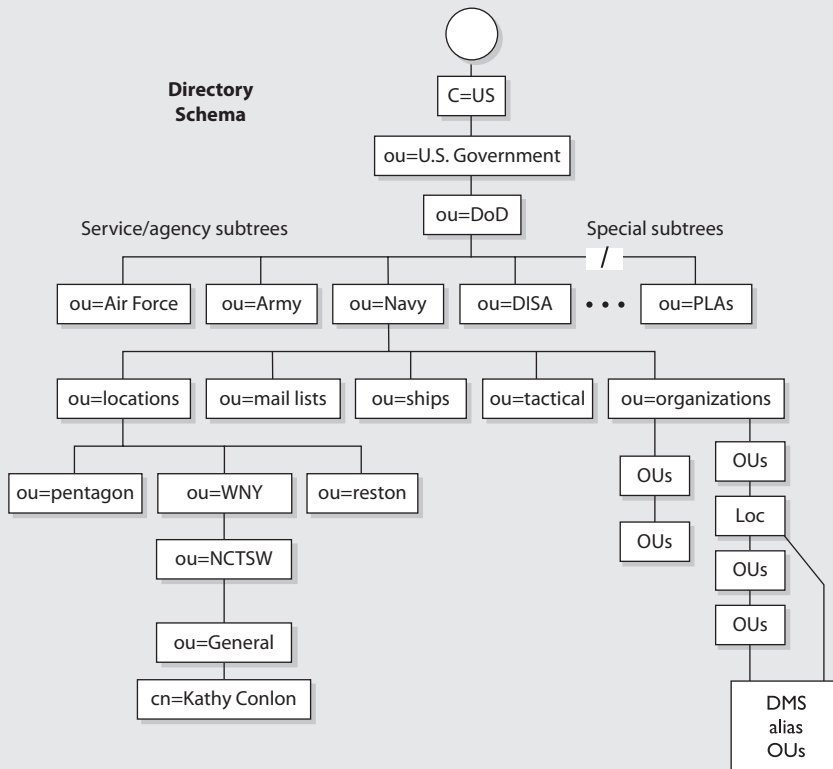 Directory
Schema
C=US
ou=U.S. Government
ou=DoD
Service/agency subtrees
Special subtrees
/
ou=Air Force
ou=Army
ou=Navy
ou=DISA
• • •
ou=PLAs
ou=locations
ou=mail lists
ou=ships
ou=tactical
ou=organizations
ou=pentagon
ou=WNY
ou=reston
OUs
OUs
Loc
ou=NCTSW
OUs
OUs
ou=General
OUs
cn=Kathy Conlon
DMS
alias
OUs